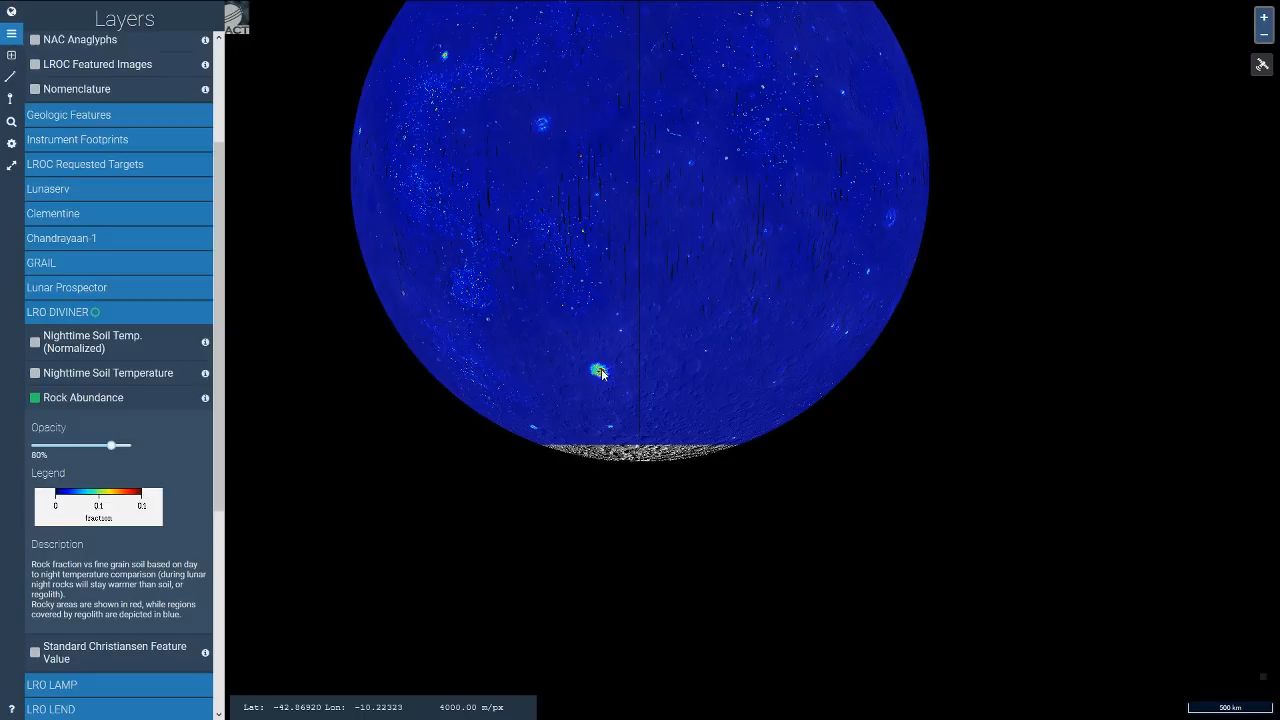 Layers
ACT
NAC Anaglyphs
LROC Featured Images
Nomenclature
Geologic Features
Instrument Footprints
LROC Requested Targets
Lunaserv
Clementine
Chandrayaan-1
GRAIL
Lunar Prospector
LRO DIVINER
Nighttime Soil Temp.
(Normalized)
Nighttime Soil Temperature
Rock Abundance
Opacity
80%
Legend
0 0.1 0.1
fraction
Description
Rock fraction vs fine grain soil based on day
to night temperature comparison (during lunar
night rocks will stay warmer than soil, or
regolith).
Rocky areas are shown in red, while regions
covered by regolith are depicted in blue.
Standard Christiansen Feature
Value
LRO LAMP
LRO LEND
Lat: -42.86920 Lon: -10.22323 4000.00 m/px
500 km